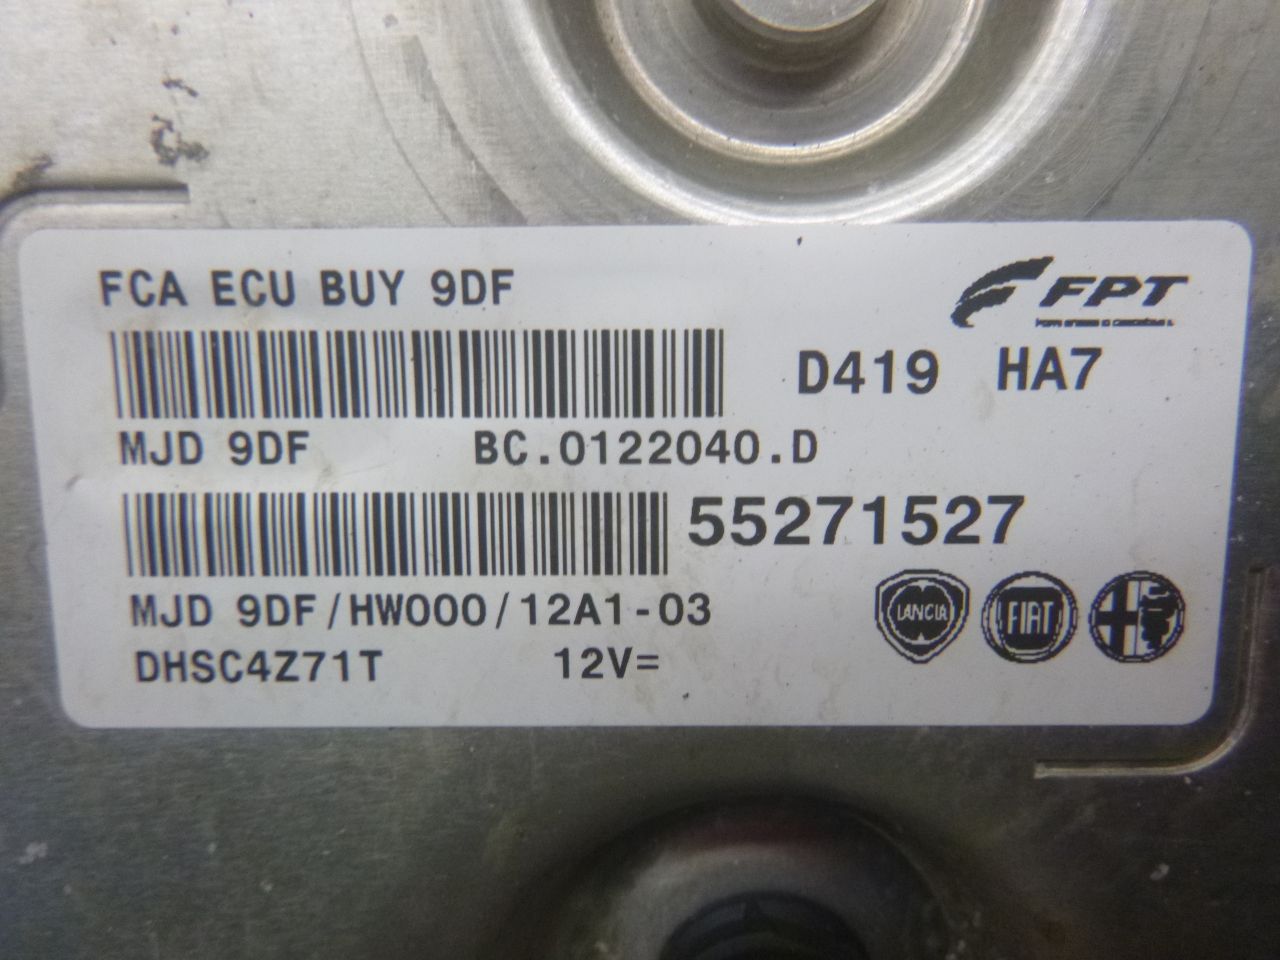 FCA ECU BUY 9DF
FPT
D419 HA7
MJD 9DF BC.0122040.D
55271527
MJD 9DF/HW000/12A1-03
LANCIA FIAT
DHSC4Z71T 12V=